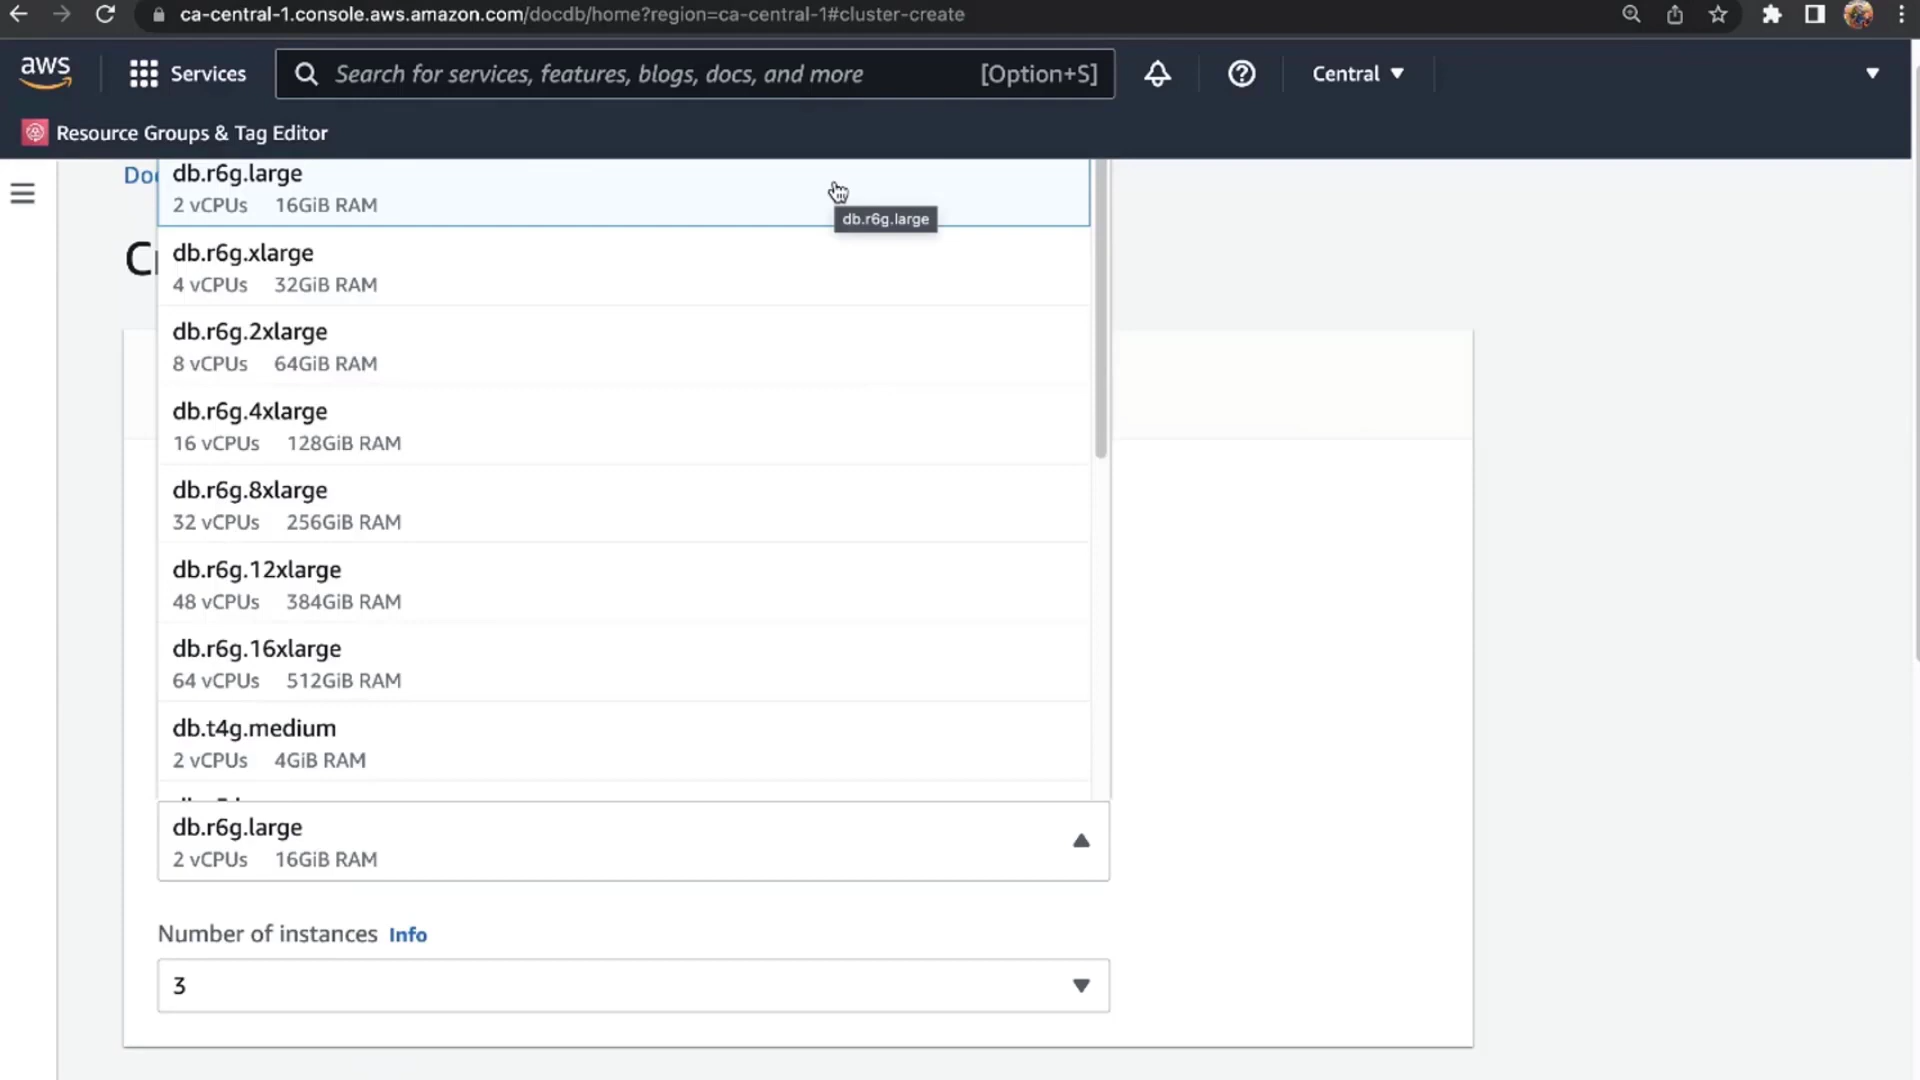 ca-central-1.console.aws.amazon.com/docdb/home?region=ca-central-1#cluster-create
aws
Services
Search for services, features, blogs, docs, and more
[Option+S]
Central
Resource Groups & Tag Editor
db.r6g.large
2 vCPUs 16GiB RAM
db.r6g.large
db.r6g.xlarge
4 vCPUs 32GiB RAM
db.r6g.2xlarge
8 vCPUs 64GiB RAM
db.r6g.4xlarge
16 vCPUs 128GiB RAM
db.r6g.8xlarge
32 vCPUs 256GiB RAM
db.r6g.12xlarge
48 vCPUs 384GiB RAM
db.r6g.16xlarge
64 vCPUs 512GiB RAM
db.t4g.medium
2 vCPUs 4GiB RAM
db.r6g.large
2 vCPUs 16GiB RAM
Number of instances Info
3